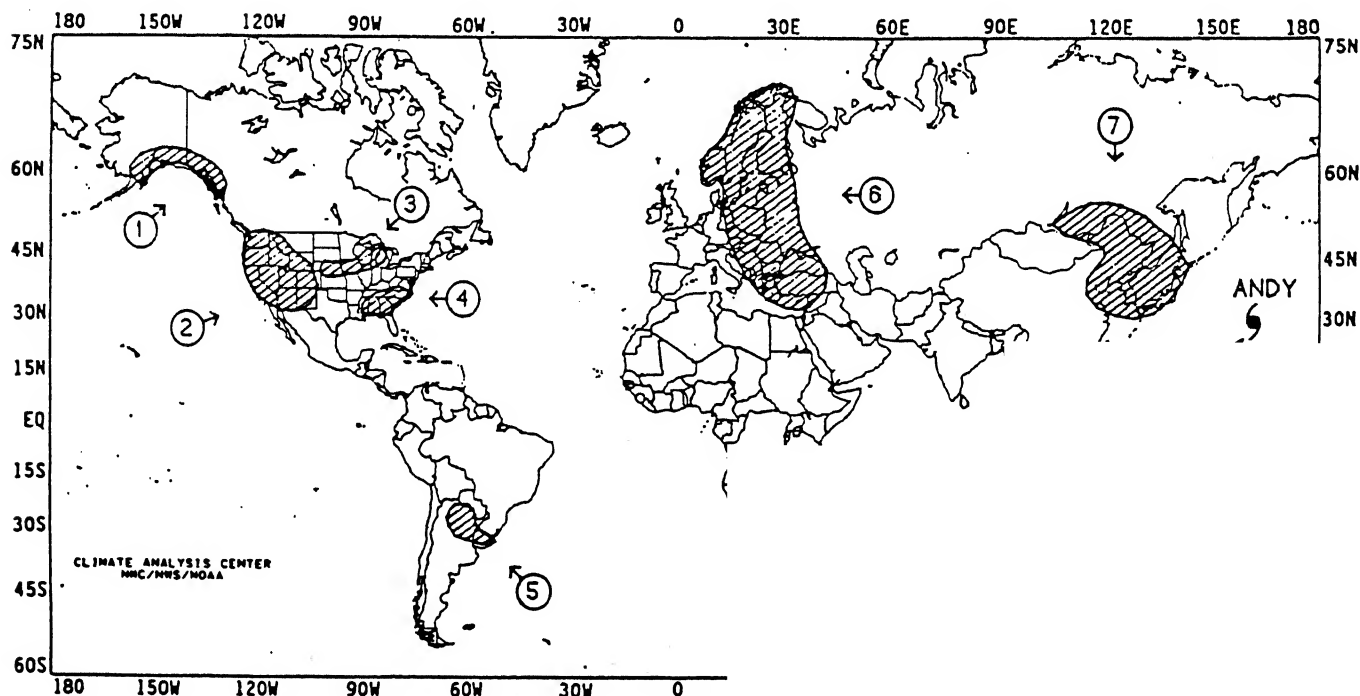 180 150W 120W 90W 60W 30W 0 30E 60E 90E 120E 150E 180
75N 75N
7
60N 60N
3
6
1
45N 45N
4
ANDY
2
30N 30N
15N
EQ
15S
30S
CLIMATE ANALYSIS CENTER
NMC/NWS/NOAA
5
45S
60S
180 150W 120W 90W 60W 30W 0